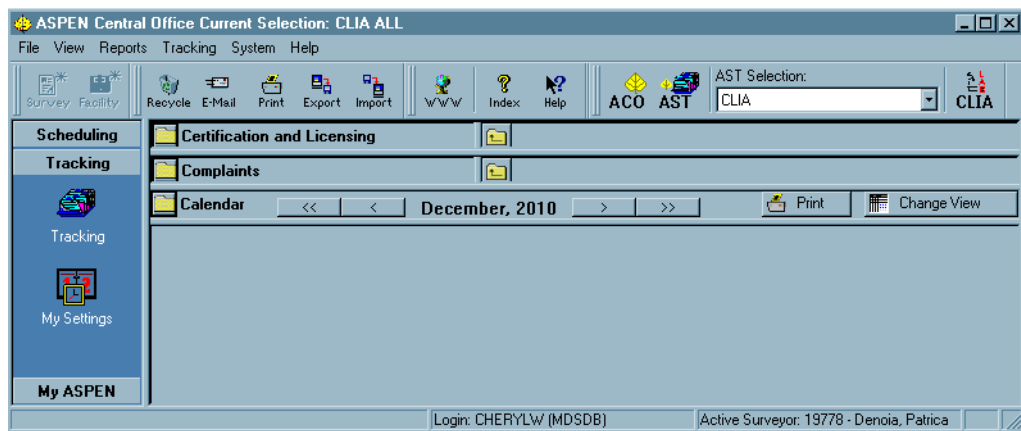 ASPEN Central Office Current Selection: CLIA ALL
File View Reports Tracking System Help
Survey Facility Recycle E-Mail Print Export Import WWW Index Help ACO AST AST Selection: CLIA CLIA
Scheduling
Tracking
Tracking
My Settings
My ASPEN
Certification and Licensing
Complaints
Calendar << < December, 2010 > >> Print Change View
Login: CHERYLW (MDSDB) Active Surveyor: 19778 - Denoia, Patrica